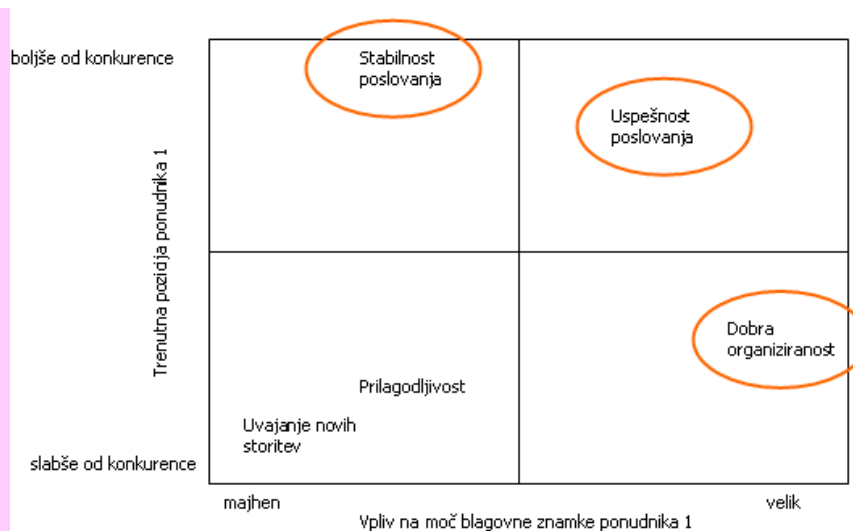 boljše od konkurence
Stabilnost
poslovanja
Uspešnost
poslovanja
Trenutna pozicija ponudnika 1
Dobra
organiziranost
Prilagodljivost
Uvajanje novih
storitev
slabše od konkurence
majhen
velik
Vpliv na moč blagovne znamke ponudnika 1